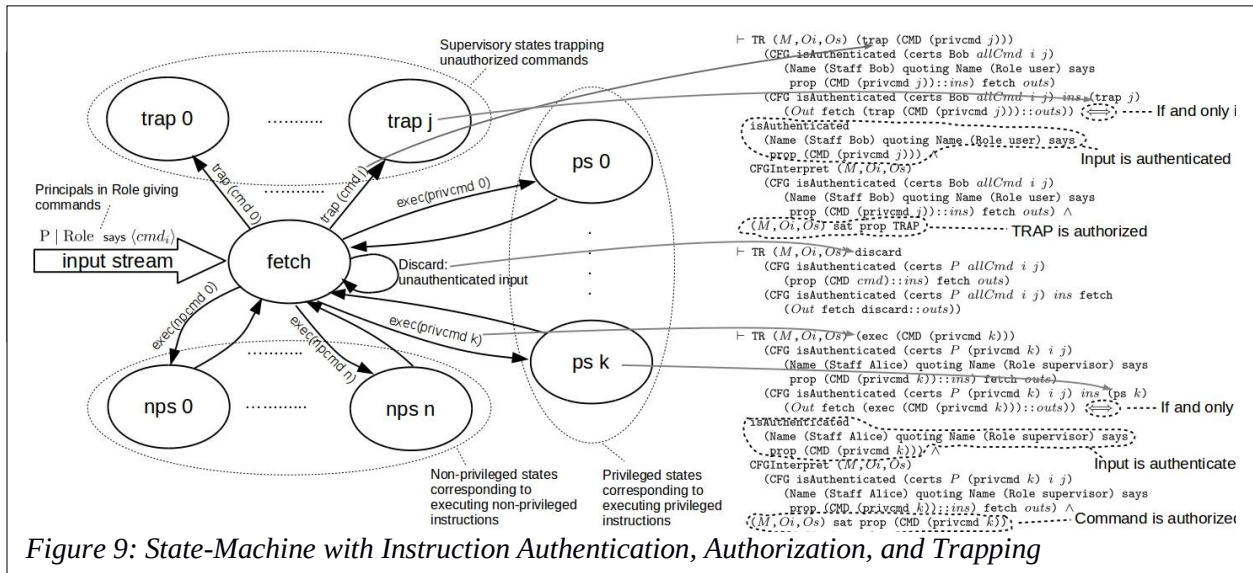 Supervisory states trapping
unauthorized commands
trap 0
..........
trap j
..........
trap (cmd 0)
trap (cmd j)
Principals in Role giving
commands
P | Role says ⟨cmdᵢ⟩
input stream
fetch
exec(privcmd 0)
ps 0
Discard:
unauthenticated input
.
.
.
exec(privcmd k)
ps k
exec(npcmd 0)
exec(npcmd n)
..........
nps 0
..........
nps n
Non-privileged states
corresponding to
executing non-privileged
instructions
Privileged states
corresponding to
executing privileged
instructions
⊢ TR (M,Oi,Os) (trap (CMD (privcmd j)))
(CFG isAuthenticated (certs Bob allCmd i j)
(Name (Staff Bob) quoting Name (Role user) says
prop (CMD (privcmd j))::ins) fetch outs)
(CFG isAuthenticated (certs Bob allCmd i j) ins (trap j)
(Out fetch (trap (CMD (privcmd j)))::outs)) ⟺
If and only i
isAuthenticated
(Name (Staff Bob) quoting Name (Role user) says
prop (CMD (privcmd j))) ∧
Input is authenticated
CFGInterpret (M,Oi,Os)
(CFG isAuthenticated (certs Bob allCmd i j)
(Name (Staff Bob) quoting Name (Role user) says
prop (CMD (privcmd j))::ins) fetch outs) ∧
(M,Oi,Os) sat prop TRAP
TRAP is authorized
⊢ TR (M,Oi,Os) discard
(CFG isAuthenticated (certs P allCmd i j)
(prop (CMD cmd)::ins) fetch outs)
(CFG isAuthenticated (certs P allCmd i j) ins fetch
(Out fetch discard::outs))
⊢ TR (M,Oi,Os) (exec (CMD (privcmd k)))
(CFG isAuthenticated (certs P (privcmd k) i j)
(Name (Staff Alice) quoting Name (Role supervisor) says
prop (CMD (privcmd k))::ins) fetch outs)
(CFG isAuthenticated (certs P (privcmd k) i j) ins (ps k)
(Out fetch (exec (CMD (privcmd k)))::outs)) ⟺
If and only
isAuthenticated
(Name (Staff Alice) quoting Name (Role supervisor) says
prop (CMD (privcmd k))) ∧
Input is authenticate
CFGInterpret (M,Oi,Os)
(CFG isAuthenticated (certs P (privcmd k) i j)
(Name (Staff Alice) quoting Name (Role supervisor) says
prop (CMD (privcmd k))::ins) fetch outs) ∧
(M,Oi,Os) sat prop (CMD (privcmd k))
Command is authorized
Figure 9: State-Machine with Instruction Authentication, Authorization, and Trapping